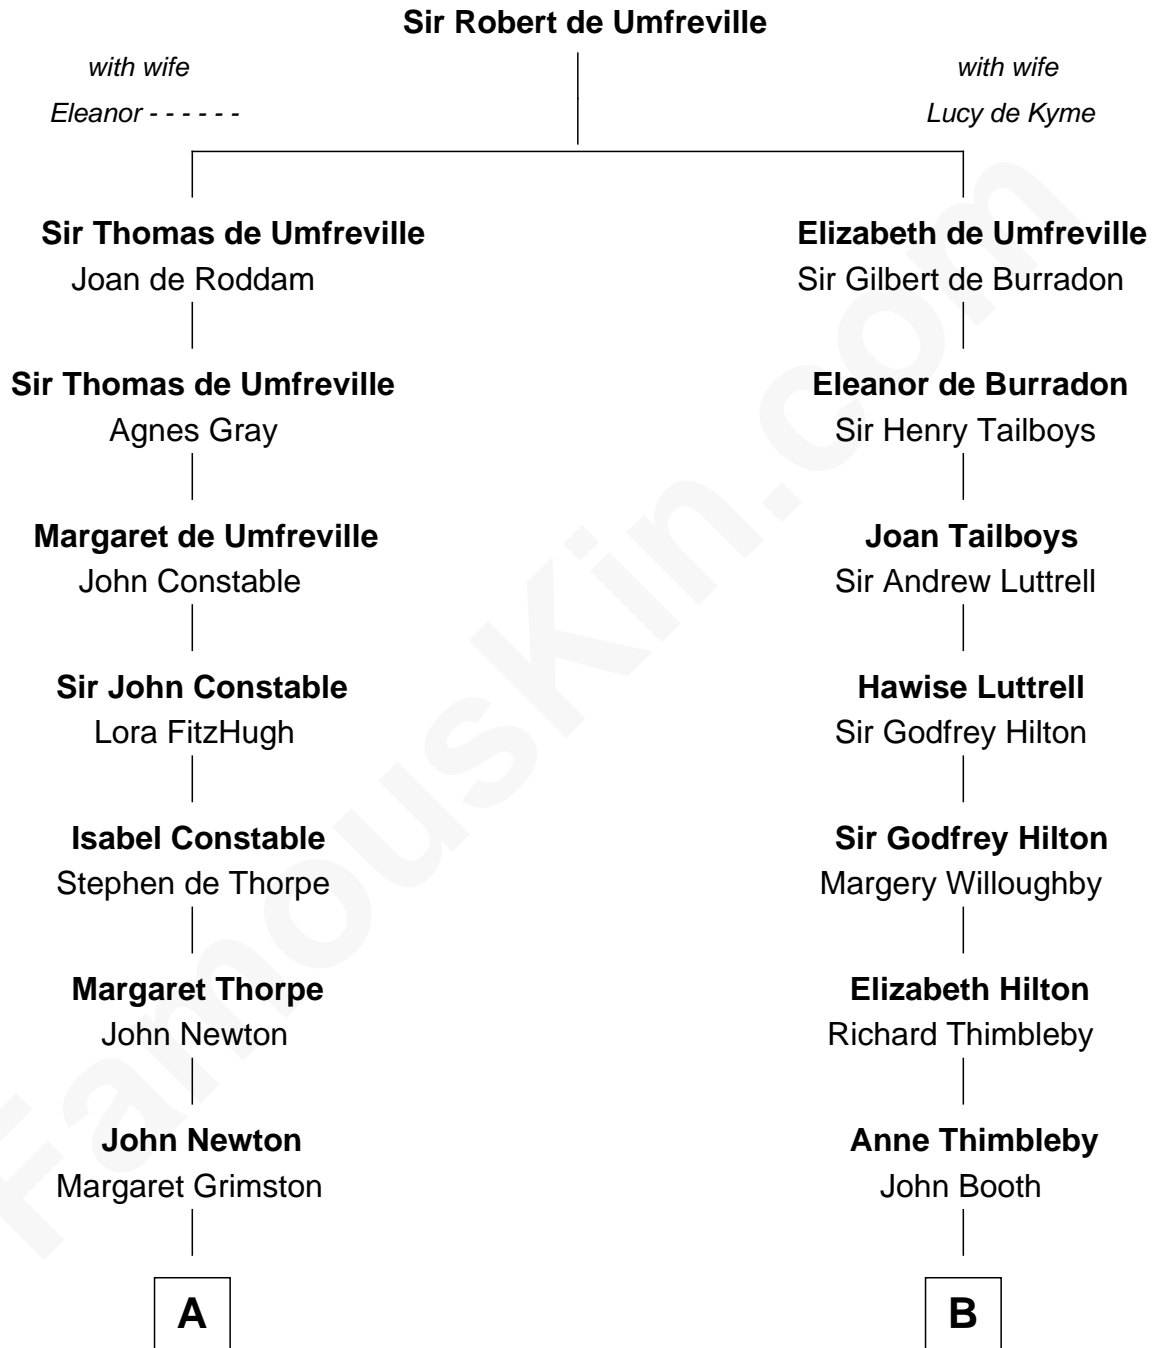 Sir Robert de Umfreville
with wife
Eleanor - - - - - -
with wife
Lucy de Kyme
Sir Thomas de Umfreville
Joan de Roddam
Elizabeth de Umfreville
Sir Gilbert de Burradon
Sir Thomas de Umfreville
Agnes Gray
Eleanor de Burradon
Sir Henry Tailboys
Margaret de Umfreville
John Constable
Joan Tailboys
Sir Andrew Luttrell
Sir John Constable
Lora FitzHugh
Hawise Luttrell
Sir Godfrey Hilton
Isabel Constable
Stephen de Thorpe
Sir Godfrey Hilton
Margery Willoughby
Margaret Thorpe
John Newton
Elizabeth Hilton
Richard Thimbleby
John Newton
Margaret Grimston
Anne Thimbleby
John Booth
A
B
FamousKin.com